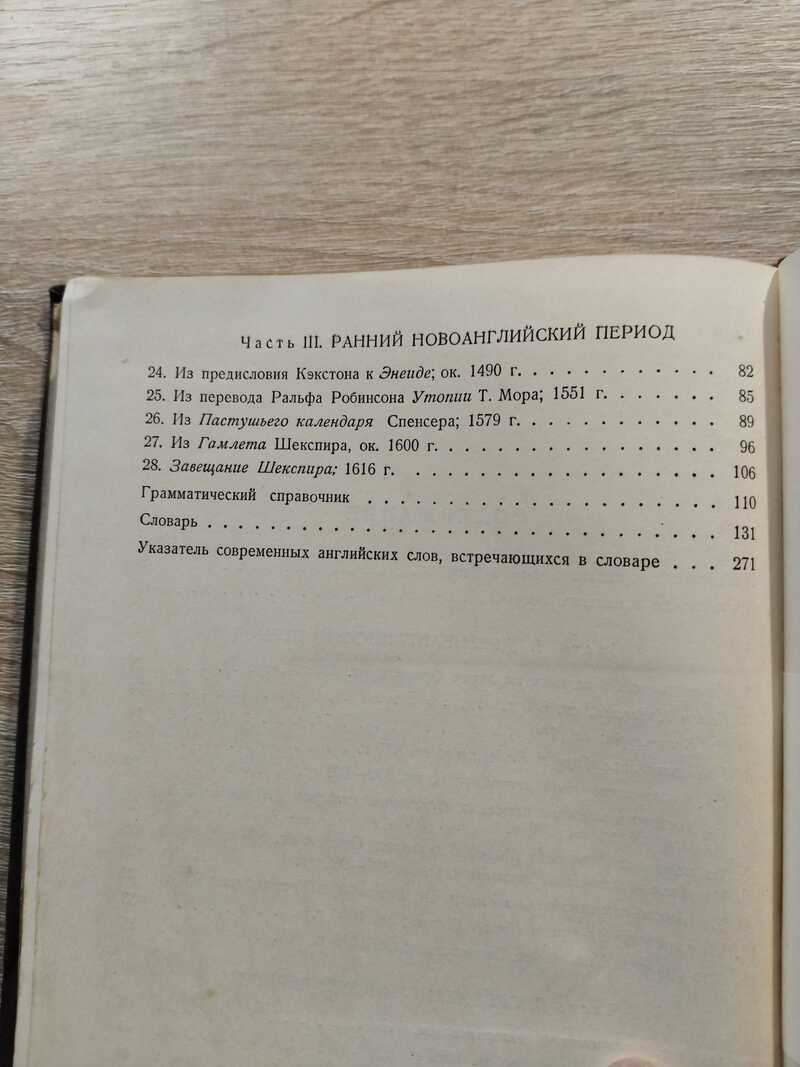 Часть III. РАННИЙ НОВОАНГЛИЙСКИЙ ПЕРИОД
24. Из предисловия Кэкстона к Энеиде; ок. 1490 г. . . . . . . . . . . . . 82
25. Из перевода Ральфа Робинсона Утопии Т. Мора; 1551 г. . . . . . . 85
26. Из Пастушьего календаря Спенсера; 1579 г. . . . . . . . . . . . 89
27. Из Гамлета Шекспира, ок. 1600 г. . . . . . . . . . . . . . . . . . 96
28. Завещание Шекспира; 1616 г. . . . . . . . . . . . . . . . . . . . 106
Грамматический справочник . . . . . . . . . . . . . . . . . . . . . . . 110
Словарь . . . . . . . . . . . . . . . . . . . . . . . . . . . . . . . . 131
Указатель современных английских слов, встречающихся в словаре . . . 271